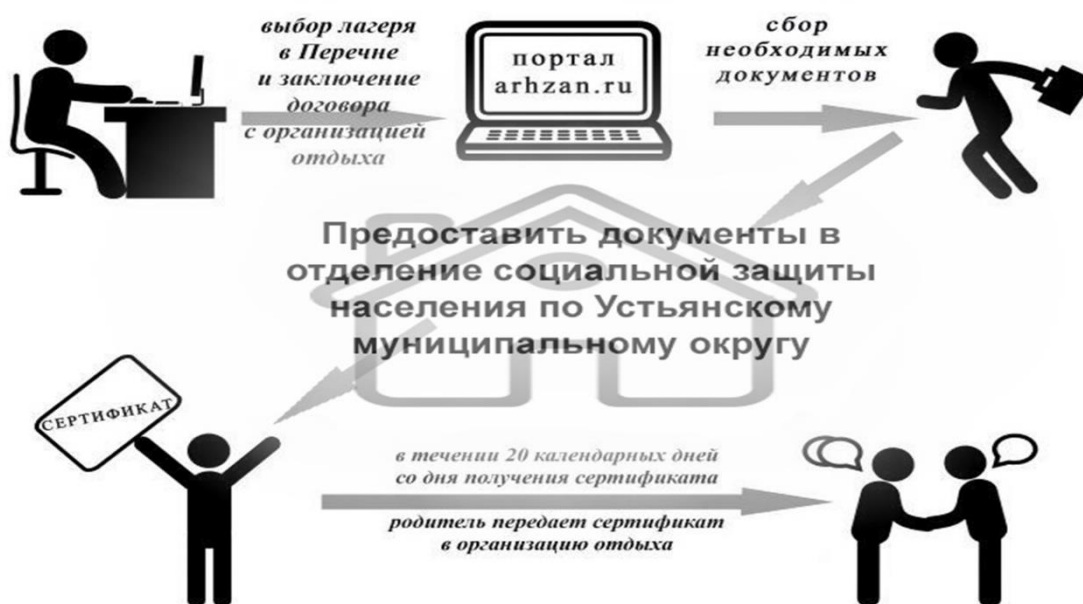 выбор лагеря
в Перечне
и заключение
договора
с организацией
отдыха
портал
arhzan.ru
сбор
необходимых
документов
Предоставить документы в
отделение социальной защиты
населения по Устьянскому
муниципальному округу
СЕРТИФИКАТ
в течении 20 календарных дней
со дня получения сертификата
родитель передает сертификат
в организацию отдыха